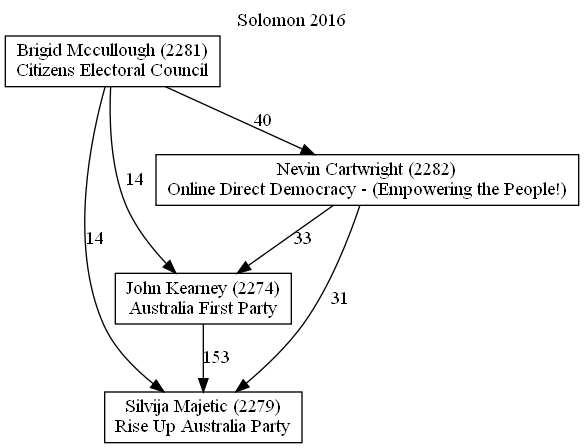 Solomon 2016
Brigid Mccullough (2281)
Citizens Electoral Council
40
Nevin Cartwright (2282)
Online Direct Democracy - (Empowering the People!)
14
14
33
John Kearney (2274)
Australia First Party
31
153
Silvija Majetic (2279)
Rise Up Australia Party